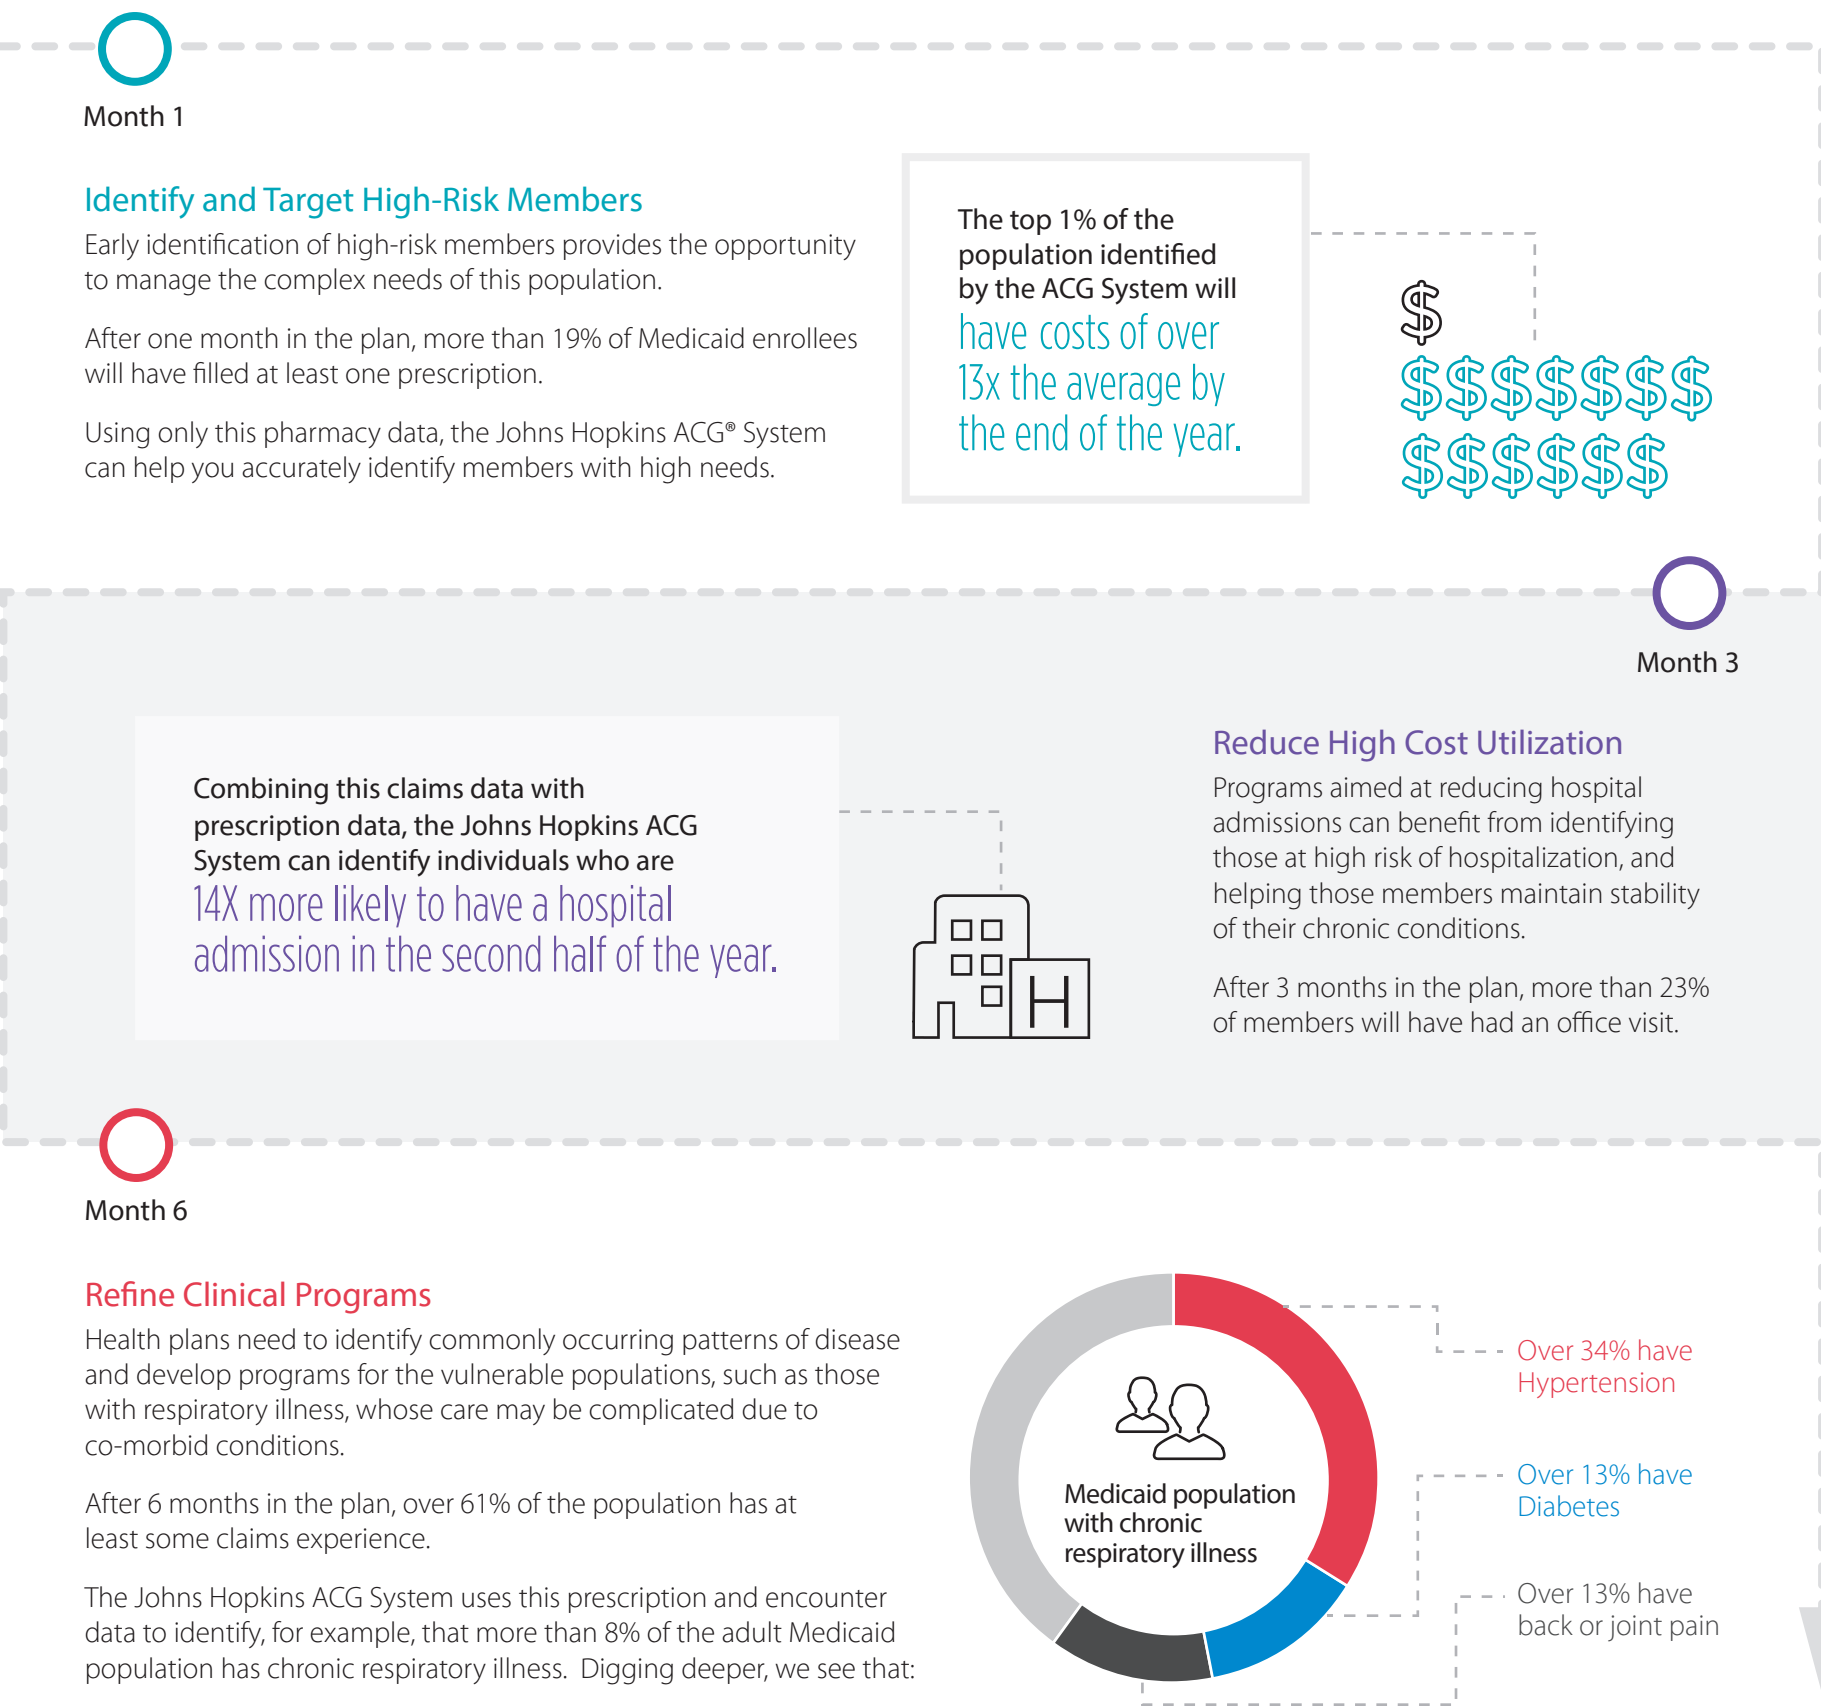 Month 1
Identify and Target High-Risk Members
Early identification of high-risk members provides the opportunity
to manage the complex needs of this population.
After one month in the plan, more than 19% of Medicaid enrollees
will have filled at least one prescription.
Using only this pharmacy data, the Johns Hopkins ACG® System
can help you accurately identify members with high needs.
The top 1% of the
population identified
by the ACG System will
have costs of over
13x the average by
the end of the year.
$
$$$$$$$
$$$$$$
Month 3
Combining this claims data with
prescription data, the Johns Hopkins ACG
System can identify individuals who are
14X more likely to have a hospital
admission in the second half of the year.
H
Reduce High Cost Utilization
Programs aimed at reducing hospital
admissions can benefit from identifying
those at high risk of hospitalization, and
helping those members maintain stability
of their chronic conditions.
After 3 months in the plan, more than 23%
of members will have had an office visit.
Month 6
Refine Clinical Programs
Health plans need to identify commonly occurring patterns of disease
and develop programs for the vulnerable populations, such as those
with respiratory illness, whose care may be complicated due to
co-morbid conditions.
After 6 months in the plan, over 61% of the population has at
least some claims experience.
The Johns Hopkins ACG System uses this prescription and encounter
data to identify, for example, that more than 8% of the adult Medicaid
population has chronic respiratory illness. Digging deeper, we see that:
Medicaid population
with chronic
respiratory illness
Over 34% have
Hypertension
Over 13% have
Diabetes
Over 13% have
back or joint pain